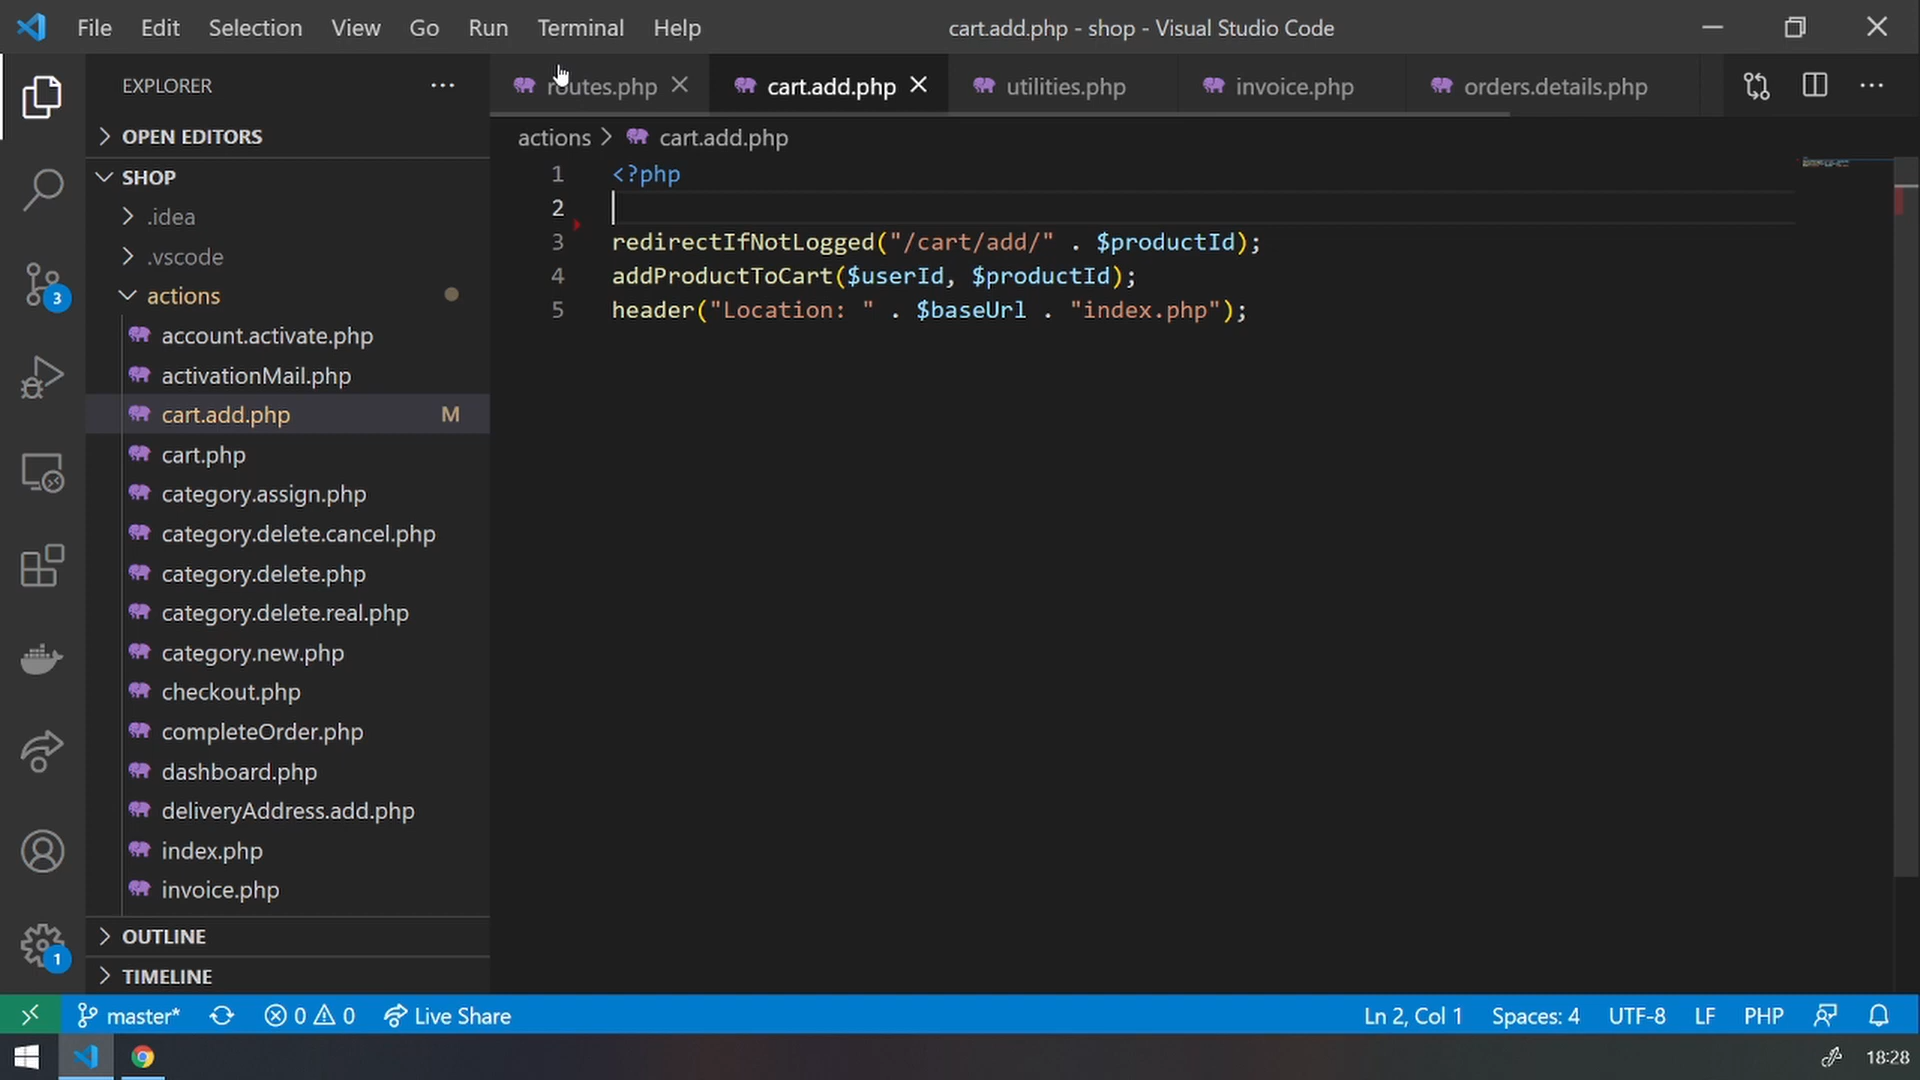 File Edit Selection View Go Run Terminal Help cart.add.php - shop - Visual Studio Code
EXPLORER
routes.php cart.add.php utilities.php invoice.php orders.details.php
OPEN EDITORS
actions cart.add.php
SHOP
.idea
.vscode
actions
account.activate.php
activationMail.php
cart.add.php M
cart.php
category.assign.php
category.delete.cancel.php
category.delete.php
category.delete.real.php
category.new.php
checkout.php
completeOrder.php
dashboard.php
deliveryAddress.add.php
index.php
invoice.php
OUTLINE
TIMELINE
3
1
1 <?php
2
3 redirectIfNotLogged("/cart/add/" . $productId);
4 addProductToCart($userId, $productId);
5 header("Location: " . $baseUrl . "index.php");
master* 0 0 Live Share Ln 2, Col 1 Spaces: 4 UTF-8 LF PHP
18:28